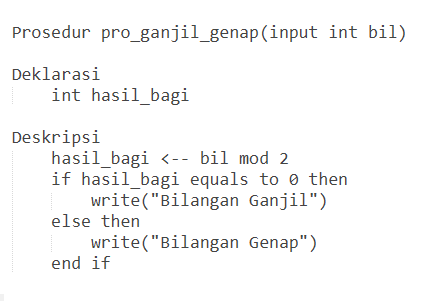 Prosedur pro_ganjil_genap(input int bil)
Deklarasi
int hasil_bagi
Deskripsi
hasil_bagi <-- bil mod 2
if hasil_bagi equals to 0 then
write("Bilangan Ganjil")
else then
write("Bilangan Genap")
end if